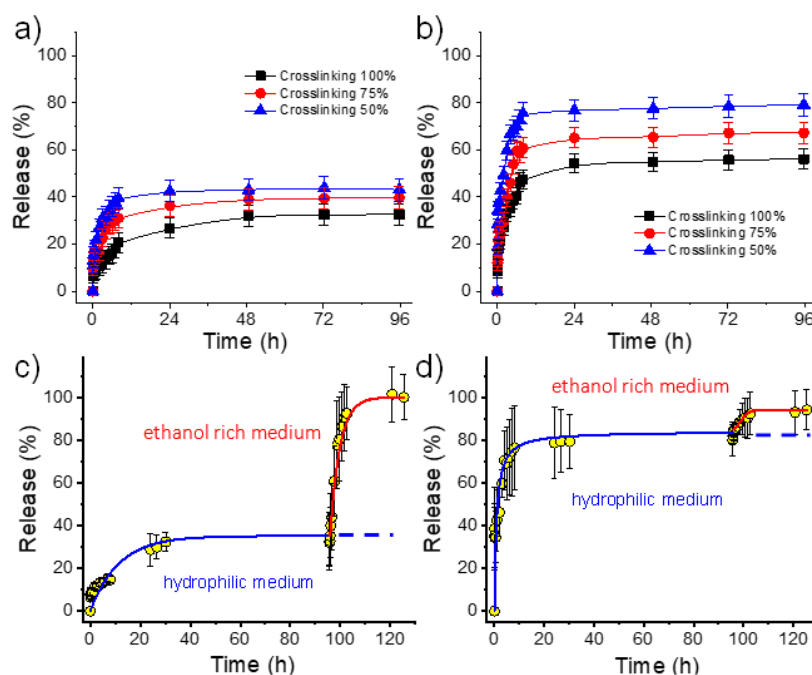 a)
100
80
60
40
20
0
Release (%)
Crosslinking 100%
Crosslinking 75%
Crosslinking 50%
0 24 48 72 96
Time (h)
b)
100
80
60
40
20
0
Release (%)
Crosslinking 100%
Crosslinking 75%
Crosslinking 50%
0 24 48 72 96
Time (h)
c)
100
80
60
40
20
0
Release (%)
ethanol rich medium
hydrophilic medium
0 20 40 60 80 100 120
Time (h)
d)
100
80
60
40
20
0
Release (%)
ethanol rich medium
hydrophilic medium
0 20 40 60 80 100 120
Time (h)